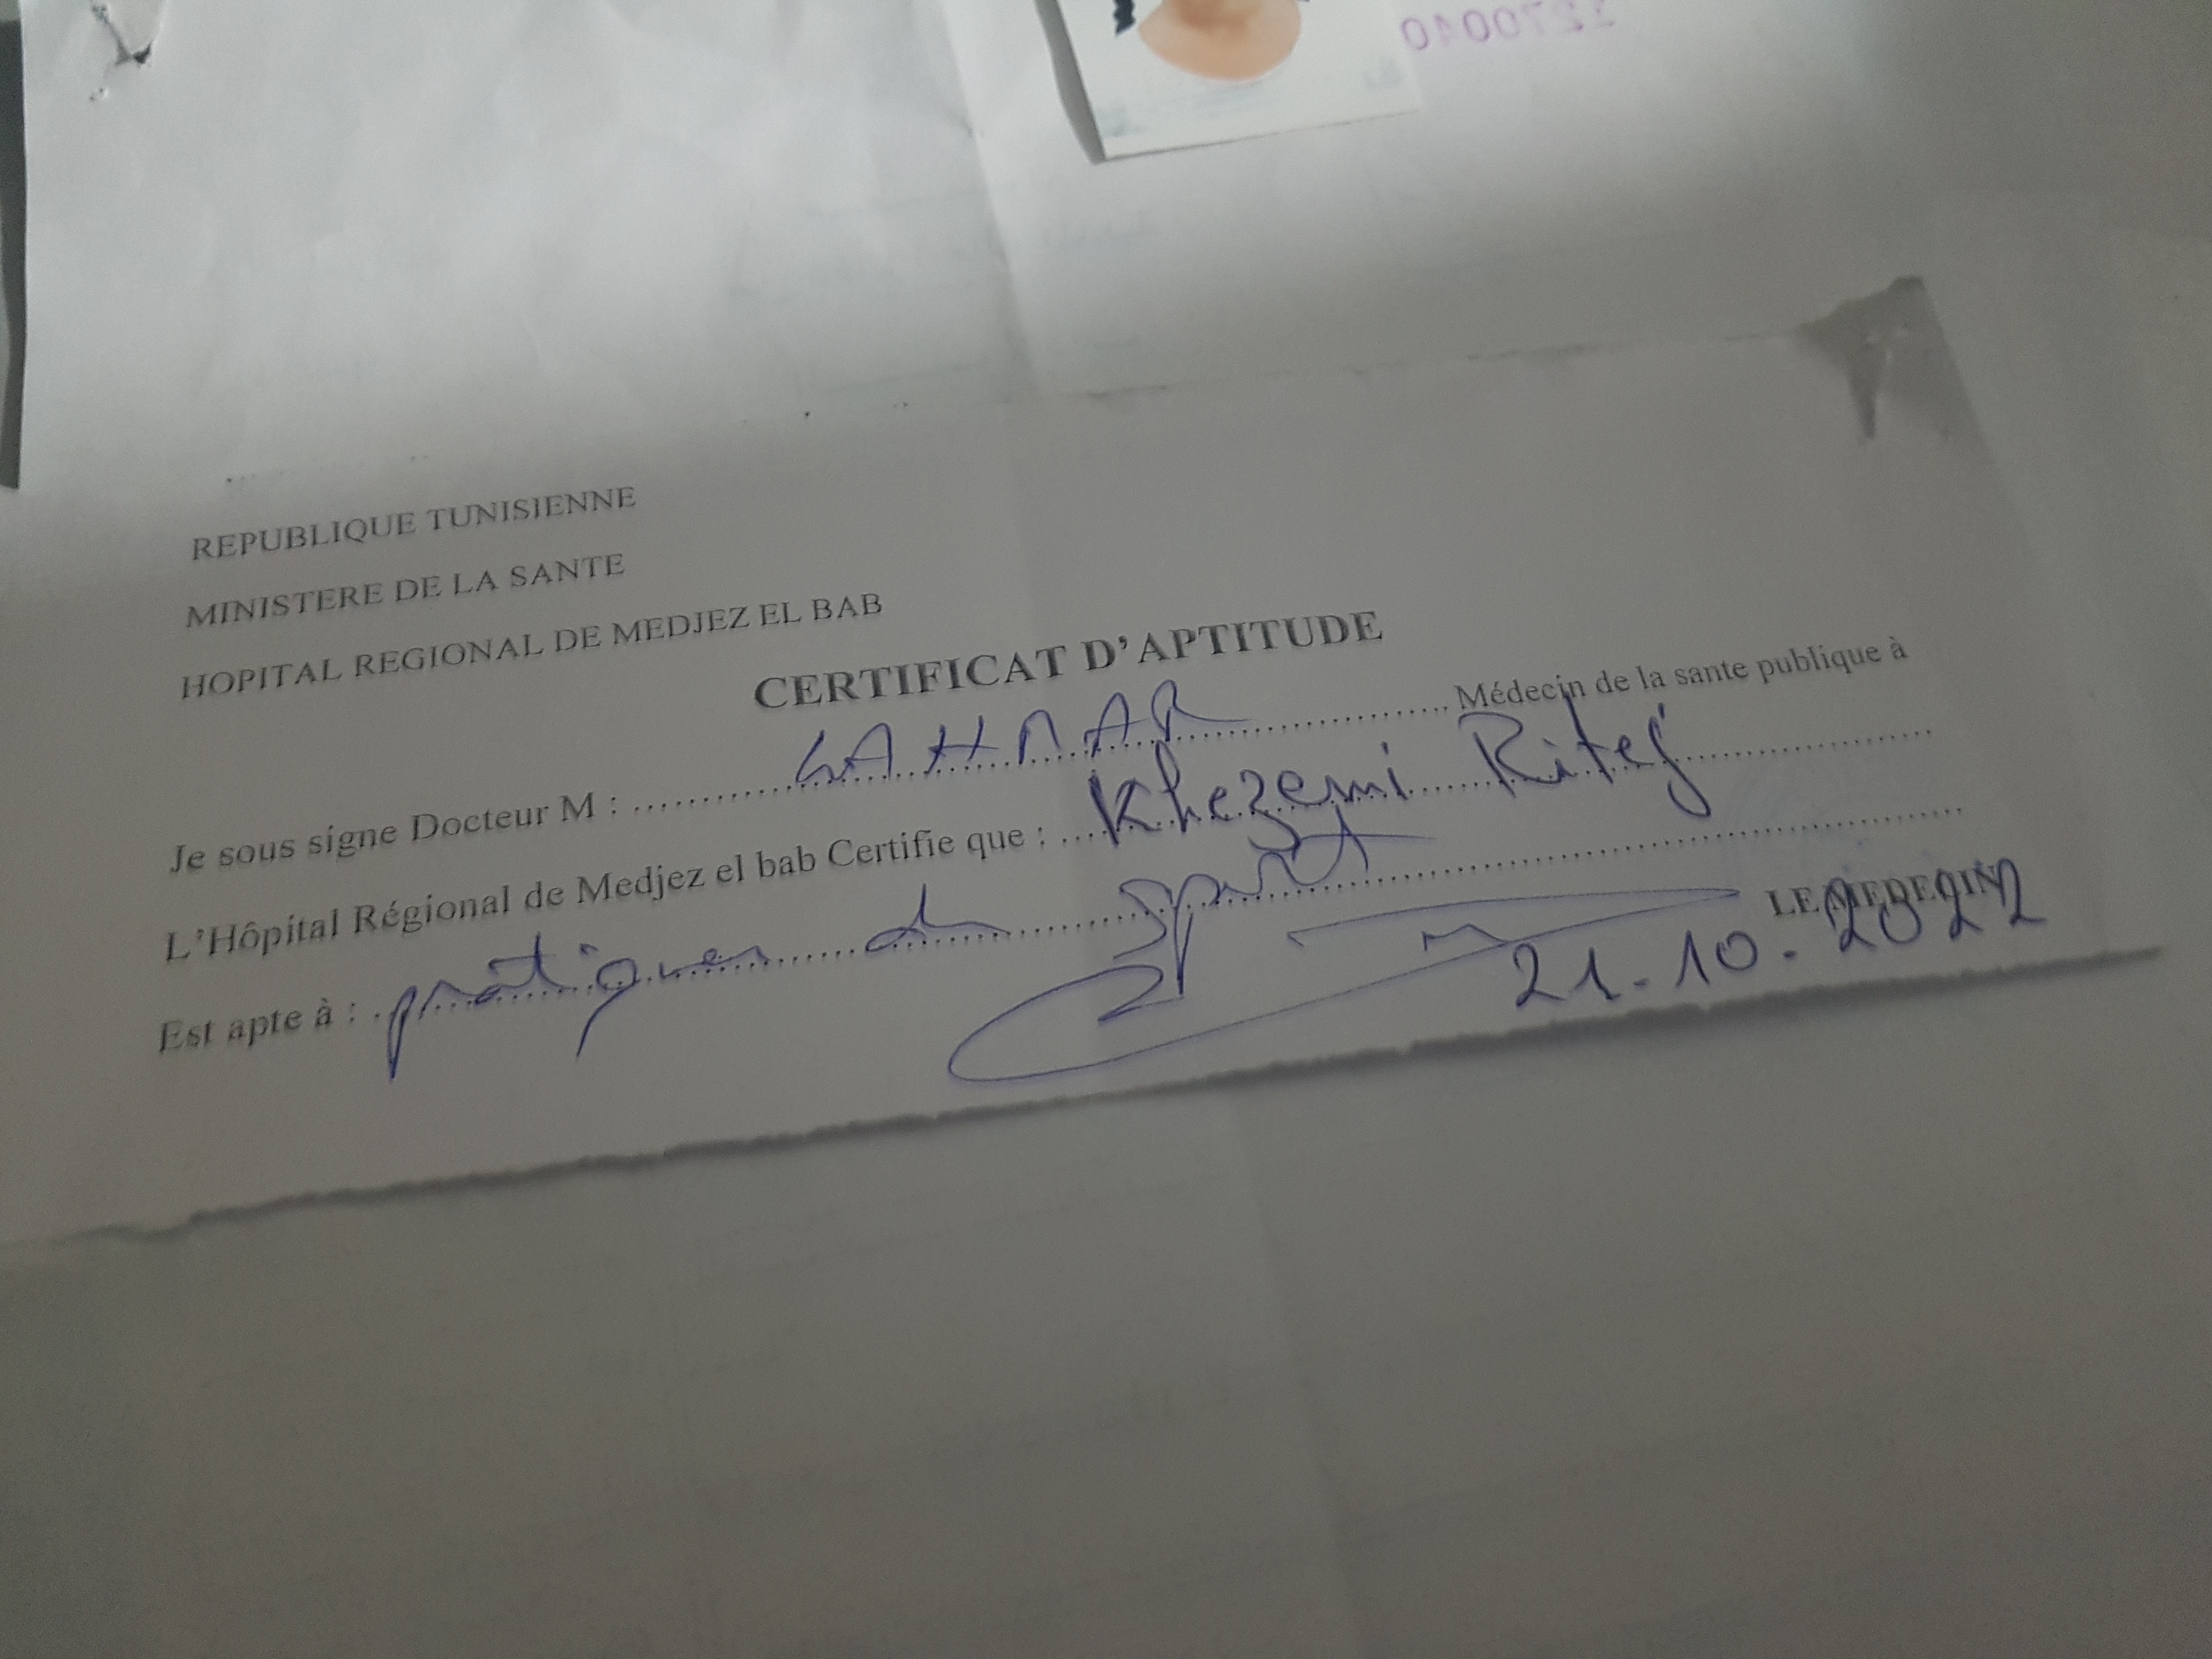 REPUBLIQUE TUNISIENNE
MINISTERE DE LA SANTE
HOPITAL REGIONAL DE MEDJEZ EL BAB
CERTIFICAT D'APTITUDE
Je sous signe Docteur M : LAHMAR Médecin de la sante publique à
L'Hôpital Régional de Medjez el bab Certifie que : Khezemi Ritej
Est apte à : pratiquer du sport
LE MEDECIN
21.10.2022